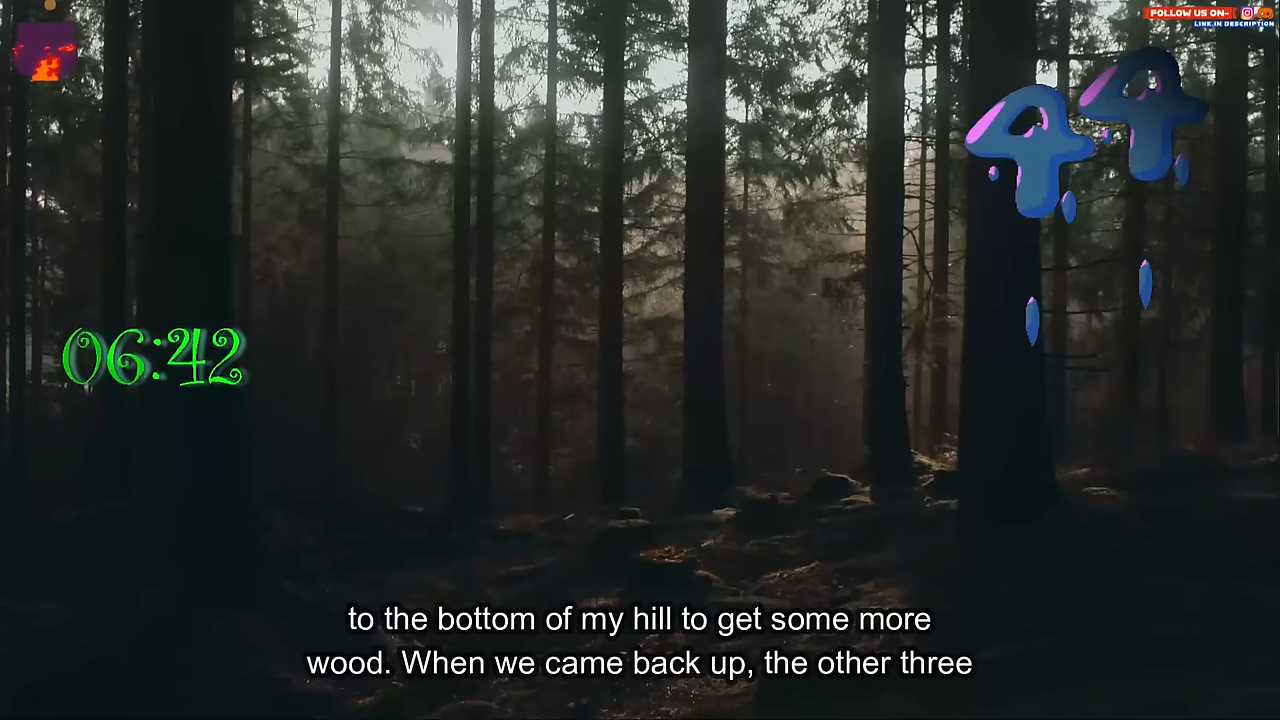 FOLLOW US ON-
LINK IN DESCRIPTION
44
06:42
to the bottom of my hill to get some more
wood. When we came back up, the other three